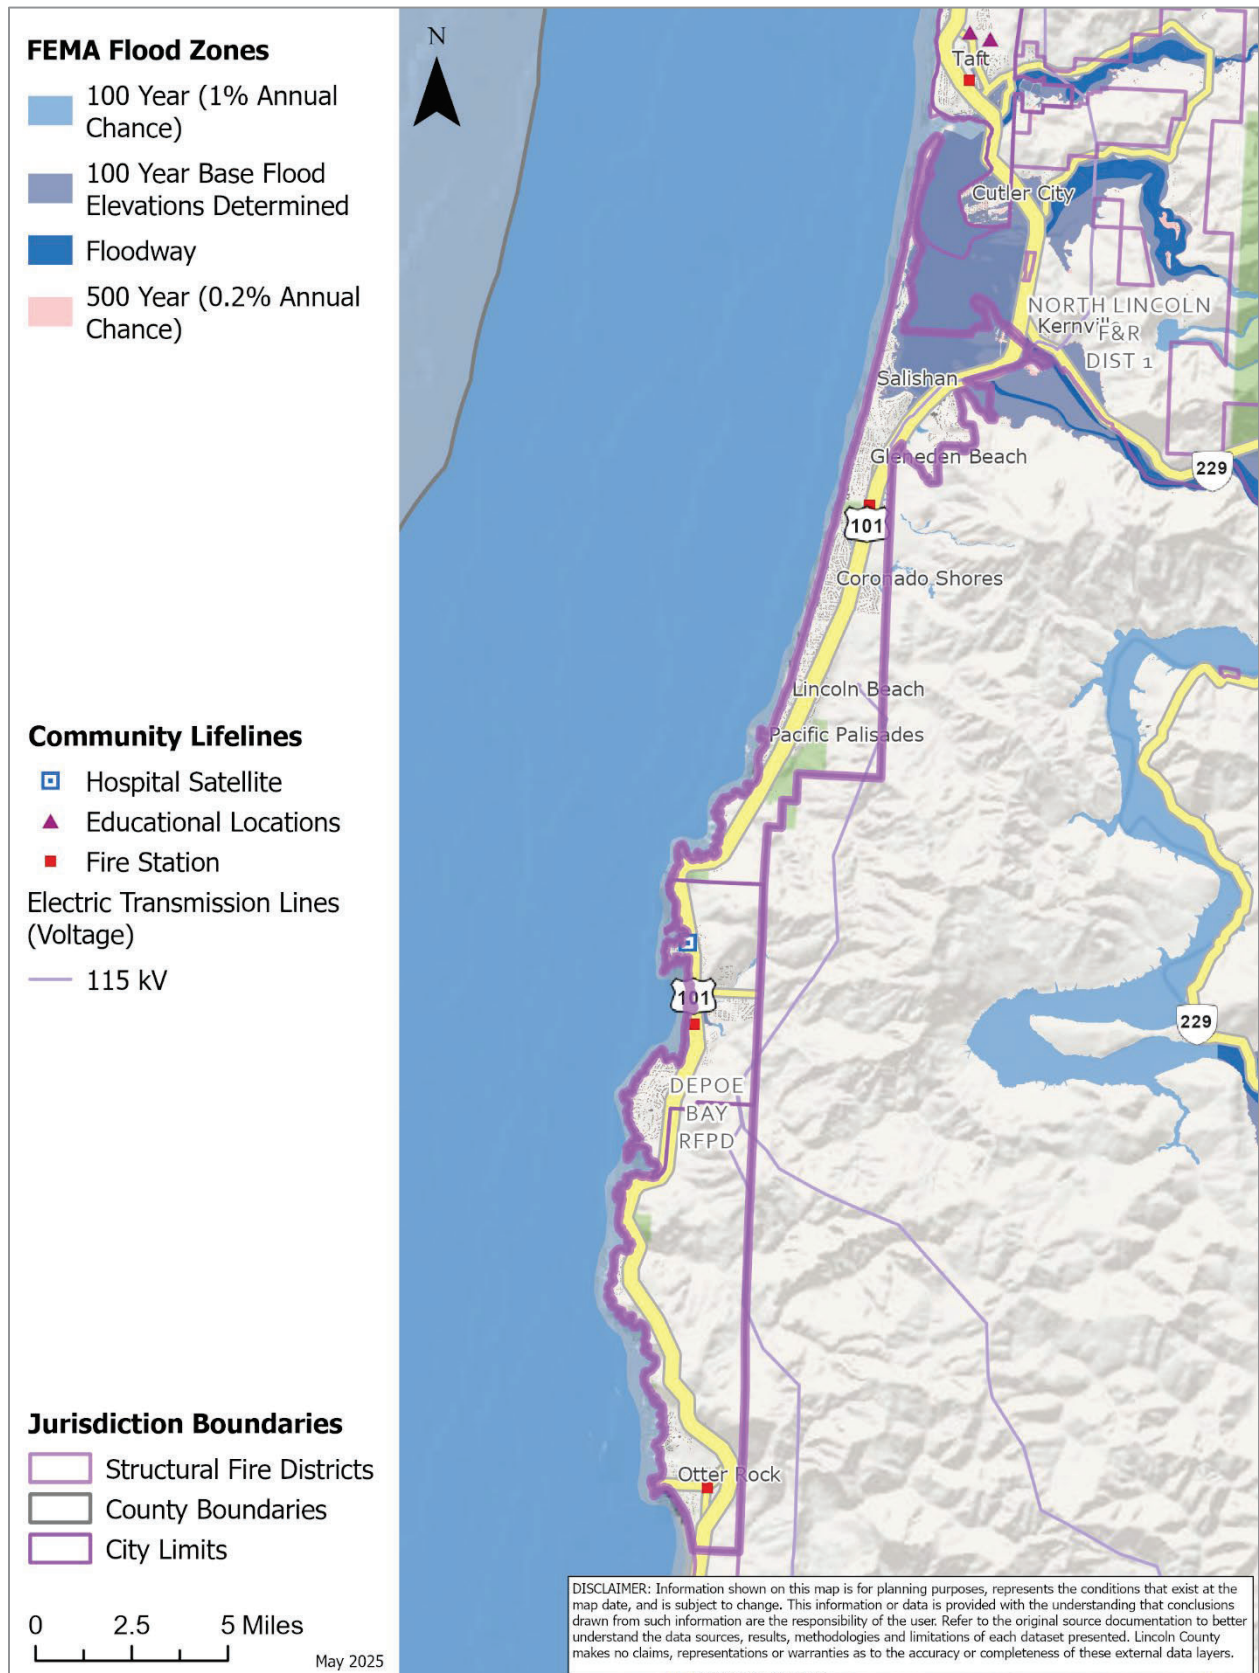 FEMA Flood Zones
100 Year (1% Annual
Chance)
100 Year Base Flood
Elevations Determined
Floodway
500 Year (0.2% Annual
Chance)
Community Lifelines
Hospital Satellite
Educational Locations
Fire Station
Electric Transmission Lines
(Voltage)
115 kV
Jurisdiction Boundaries
Structural Fire Districts
County Boundaries
City Limits
0 2.5 5 Miles
May 2025
N
Taft
Cutler City
NORTH LINCOLN
F&R
DIST 1
Salishan
Gleneden Beach
229
101
Coronado Shores
Lincoln Beach
Pacific Palisades
101
229
DEPOE
BAY
RFPD
Otter Rock
DISCLAIMER: Information shown on this map is for planning purposes, represents the conditions that exist at the
map date, and is subject to change. This information or data is provided with the understanding that conclusions
drawn from such information are the responsibility of the user. Refer to the original source documentation to better
understand the data sources, results, methodologies and limitations of each dataset presented. Lincoln County
makes no claims, representations or warranties as to the accuracy or completeness of these external data layers.